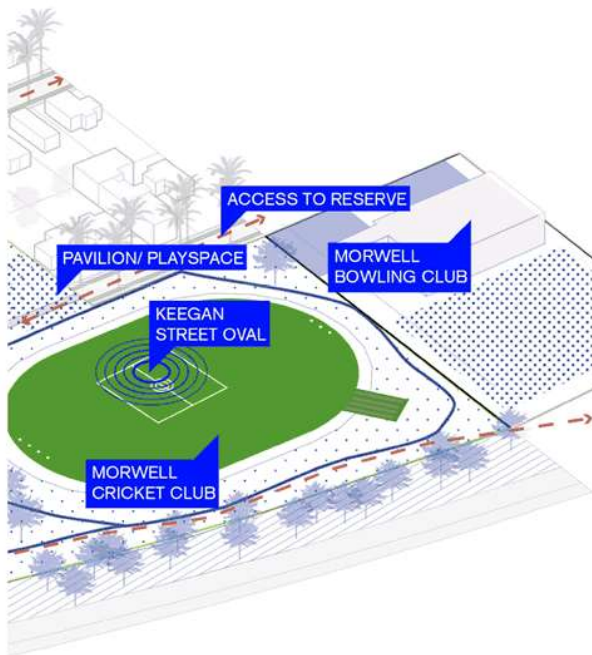 ACCESS TO RESERVE
PAVILION/ PLAYSPACE
MORWELL
BOWLING CLUB
KEEGAN
STREET OVAL
MORWELL
CRICKET CLUB